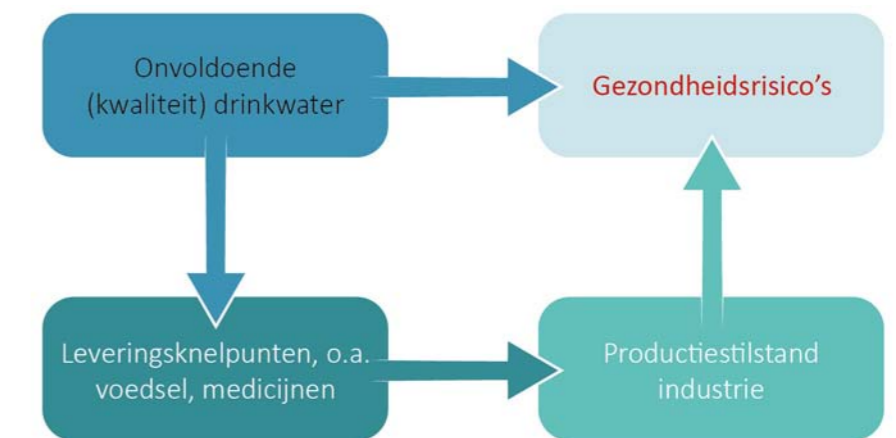 Onvoldoende
(kwaliteit) drinkwater
Gezondheidsrisico’s
Leveringsknelpunten, o.a.
voedsel, medicijnen
Productiestilstand
industrie